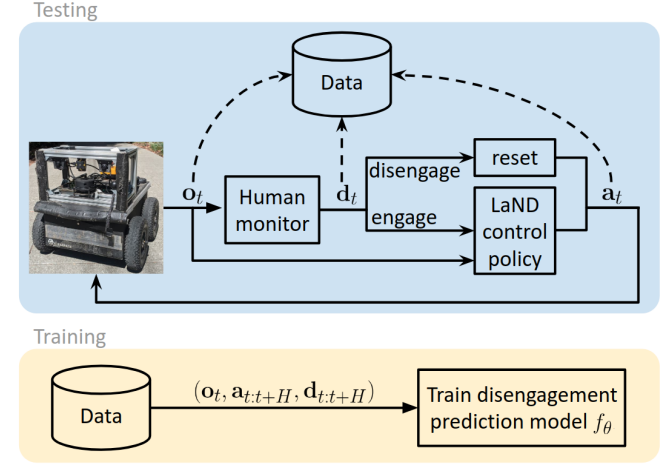 Testing
Data
disengage
reset
o_t
Human
monitor
d_t
engage
LaND
control
policy
a_t
Training
Data
(o_t, a_{t:t+H}, d_{t:t+H})
Train disengagement
prediction model f_θ